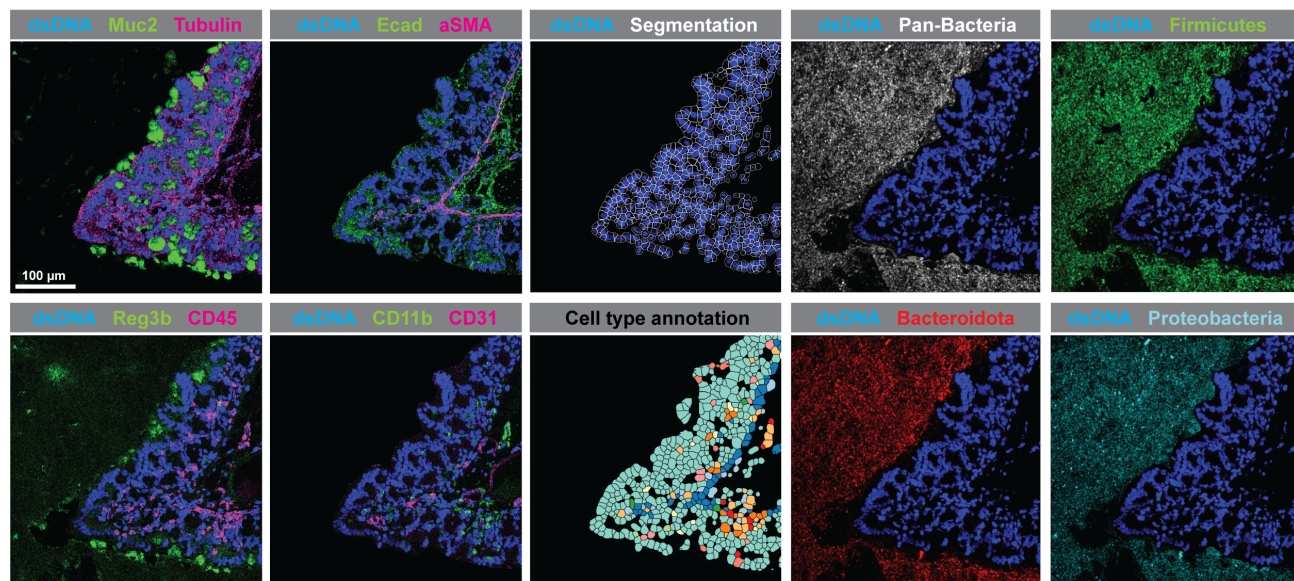 dsDNA Muc2 Tubulin
dsDNA Ecad aSMA
dsDNA Segmentation
dsDNA Pan-Bacteria
dsDNA Firmicutes
100 µm
dsDNA Reg3b CD45
dsDNA CD11b CD31
Cell type annotation
dsDNA Bacteroidota
dsDNA Proteobacteria